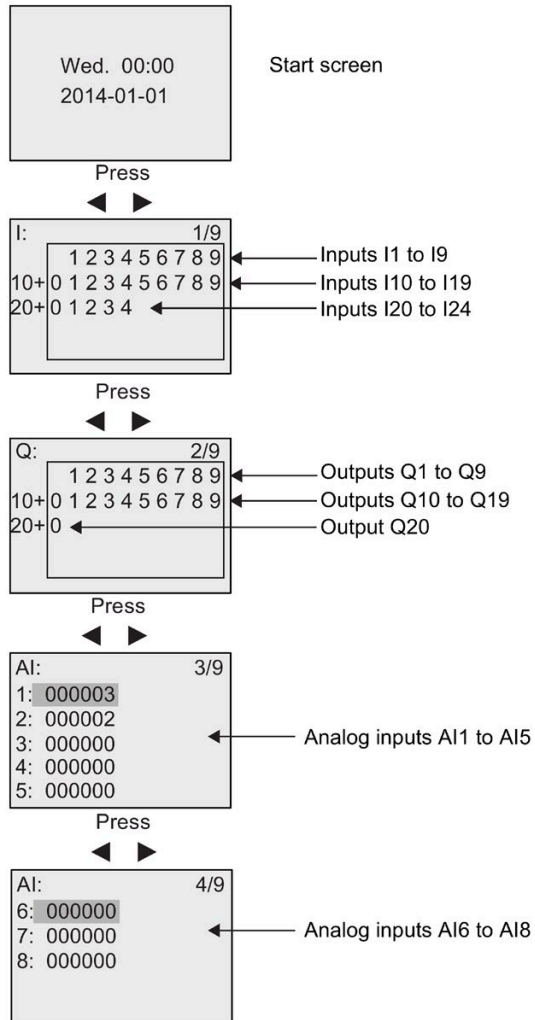 Wed. 00:00 Start screen
2014-01-01
Press
I: 1/9
1 2 3 4 5 6 7 8 9 Inputs I1 to I9
10+ 0 1 2 3 4 5 6 7 8 9 Inputs I10 to I19
20+ 0 1 2 3 4 Inputs I20 to I24
Press
Q: 2/9
1 2 3 4 5 6 7 8 9 Outputs Q1 to Q9
10+ 0 1 2 3 4 5 6 7 8 9 Outputs Q10 to Q19
20+ 0 Output Q20
Press
AI: 3/9
1: 000003
2: 000002
3: 000000 Analog inputs AI1 to AI5
4: 000000
5: 000000
Press
AI: 4/9
6: 000000
7: 000000 Analog inputs AI6 to AI8
8: 000000